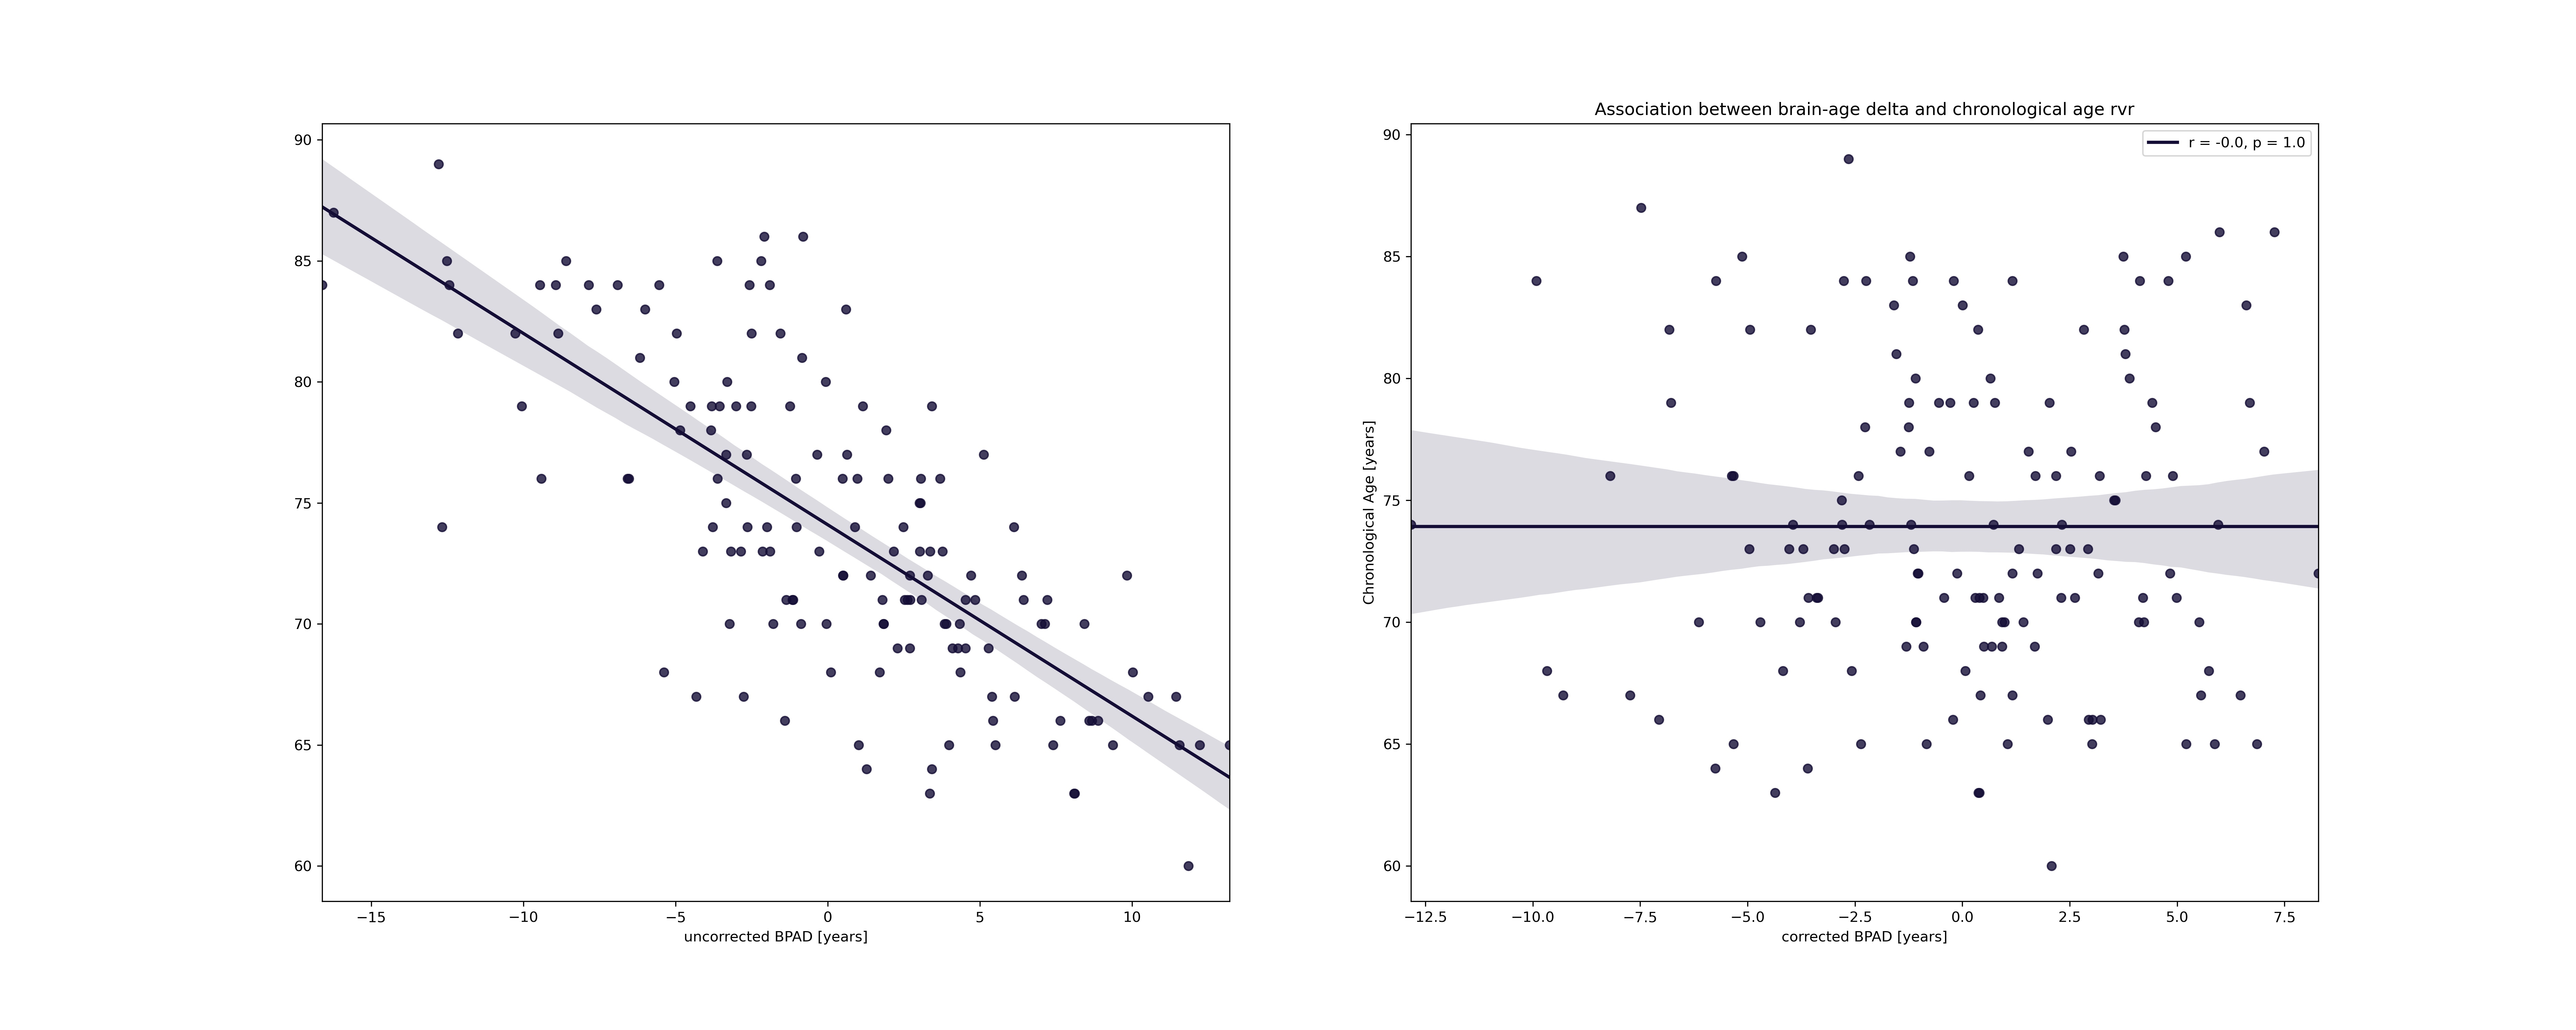 90
85
80
75
70
65
60
−15 −10 −5 0 5 10
uncorrected BPAD [years]
Association between brain-age delta and chronological age rvr
r = -0.0, p = 1.0
Chronological Age [years]
90
85
80
75
70
65
60
−12.5 −10.0 −7.5 −5.0 −2.5 0.0 2.5 5.0 7.5
corrected BPAD [years]